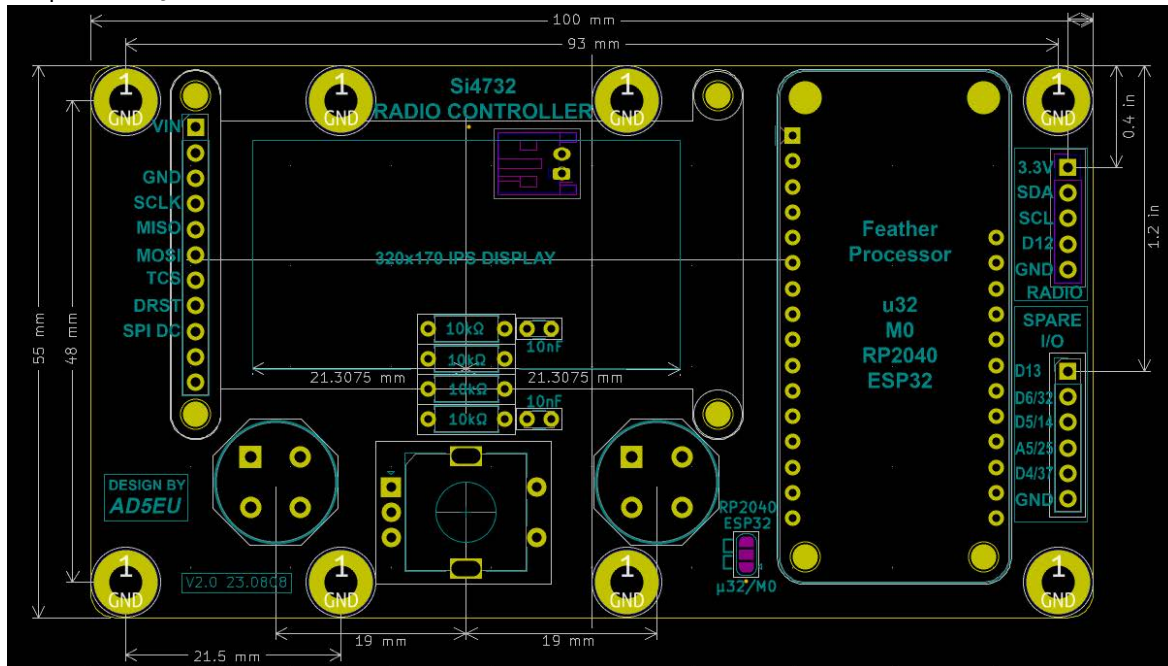 100 mm
93 mm
1
GND
1
GND
1
GND
1
GND
Si4732
RADIO CONTROLLER
0.4 in
1.2 in
VIN
GND
SCLK
MISO
MOSI
TCS
DRST
SPI DC
320x170 IPS DISPLAY
10kΩ
10nF
10kΩ
21.3075 mm
21.3075 mm
10kΩ
10nF
10kΩ
Feather
Processor
u32
M0
RP2040
ESP32
3.3V
SDA
SCL
D12
GND
RADIO
SPARE
I/O
D13
D6/32
D5/14
A5/25
D4/37
GND
55 mm
48 mm
DESIGN BY
AD5EU
RP2040
ESP32
µ32/M0
V2.0 23.0808
1
GND
1
GND
1
GND
1
GND
19 mm
19 mm
21.5 mm